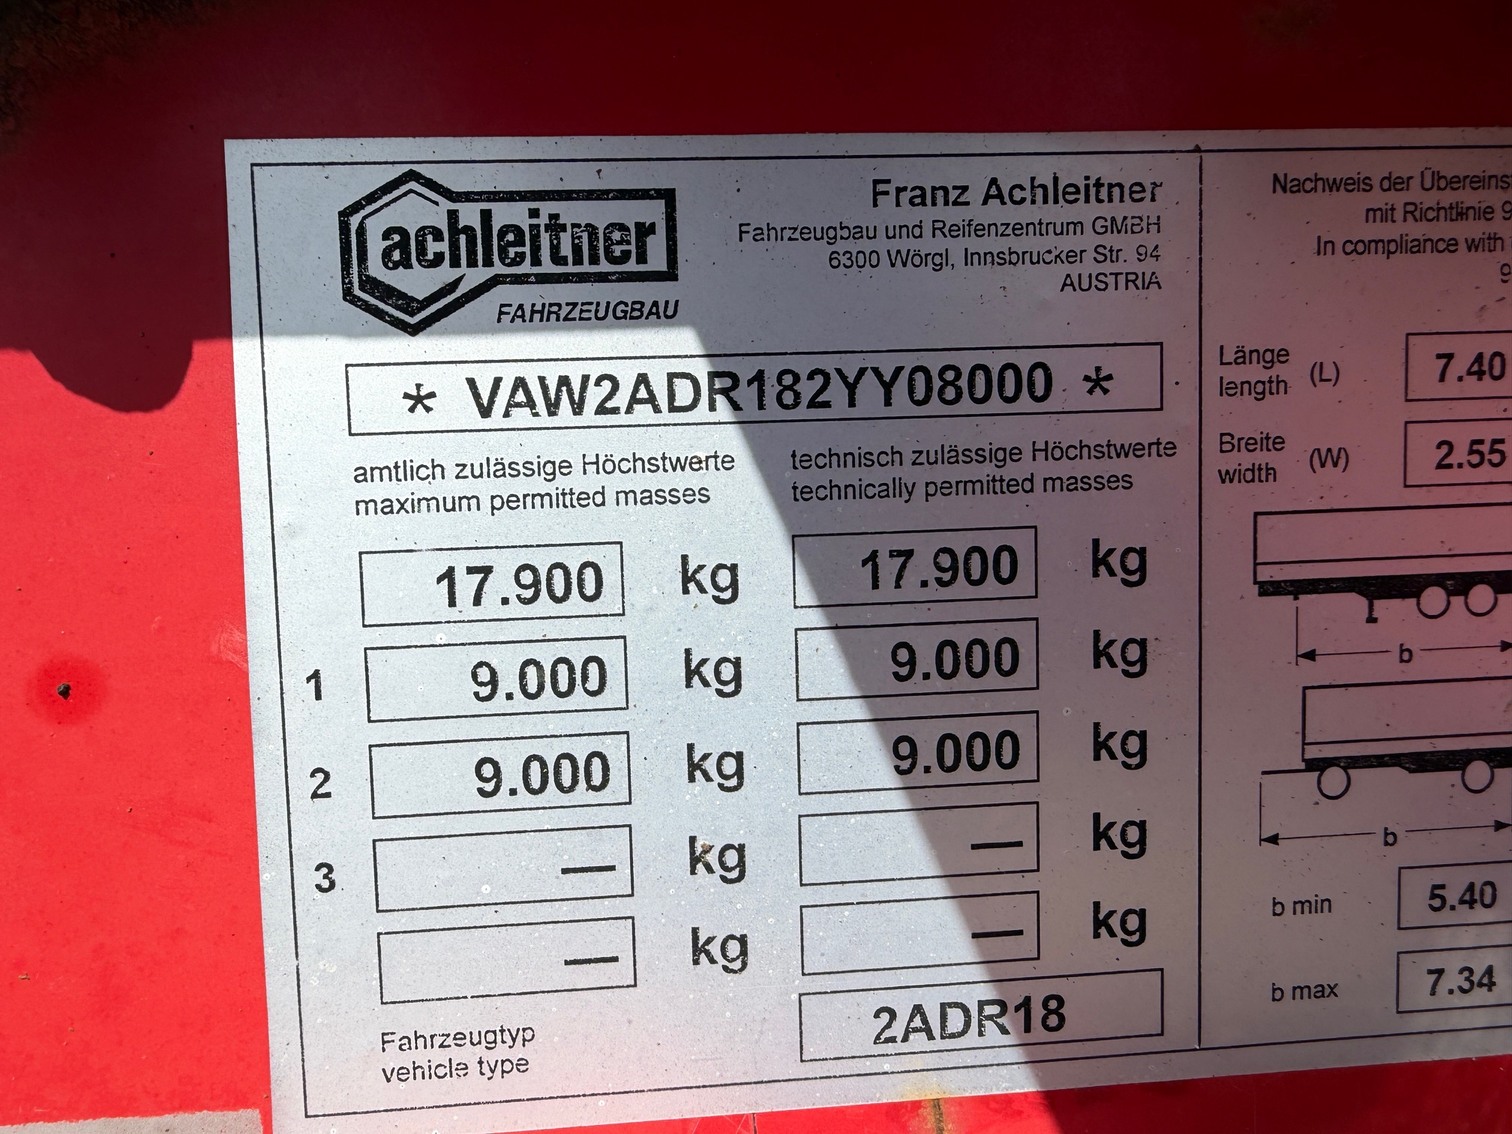 achleitner
FAHRZEUGBAU
Franz Achleitner
Fahrzeugbau und Reifenzentrum GMBH
6300 Wörgl, Innsbrucker Str. 94
AUSTRIA
* VAW2ADR182YY08000 *
amtlich zulässige Höchstwerte
maximum permitted masses
technisch zulässige Höchstwerte
technically permitted masses
17.900 kg 17.900 kg
1 9.000 kg 9.000 kg
2 9.000 kg 9.000 kg
3 — kg — kg
— kg — kg
Fahrzeugtyp
vehicle type
2ADR18
Nachweis der
mit Richtlinie 9
In compliance with
9
Länge
length (L) 7.40
Breite
width (W) 2.55
b
b
b min 5.40
b max 7.34